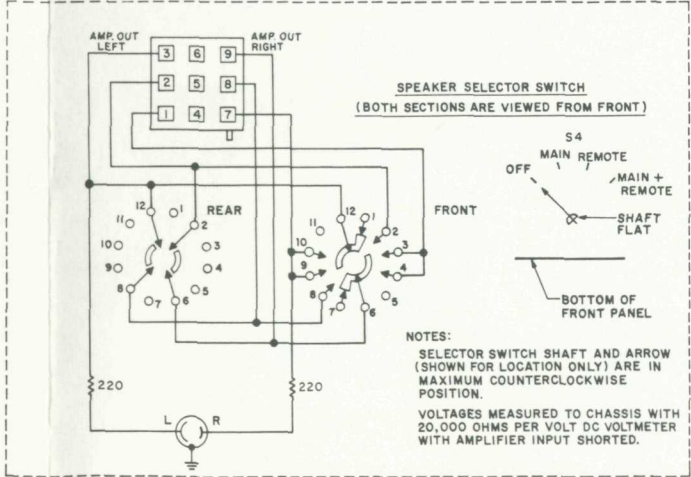 AMP. OUT
LEFT
AMP. OUT
RIGHT
3 6 9
2 5 8
1 4 7
SPEAKER SELECTOR SWITCH
(BOTH SECTIONS ARE VIEWED FROM FRONT)
S4
OFF MAIN REMOTE
MAIN +
REMOTE
SHAFT
FLAT
BOTTOM OF
FRONT PANEL
REAR
12 1
11 2
10 3
9 4
8 5
7 6
FRONT
12 1
11 2
10 3
9 4
8 5
7 6
220
220
L R
NOTES:
SELECTOR SWITCH SHAFT AND ARROW
(SHOWN FOR LOCATION ONLY) ARE IN
MAXIMUM COUNTERCLOCKWISE
POSITION.
VOLTAGES MEASURED TO CHASSIS WITH
20,000 OHMS PER VOLT DC VOLTMETER
WITH AMPLIFIER INPUT SHORTED.